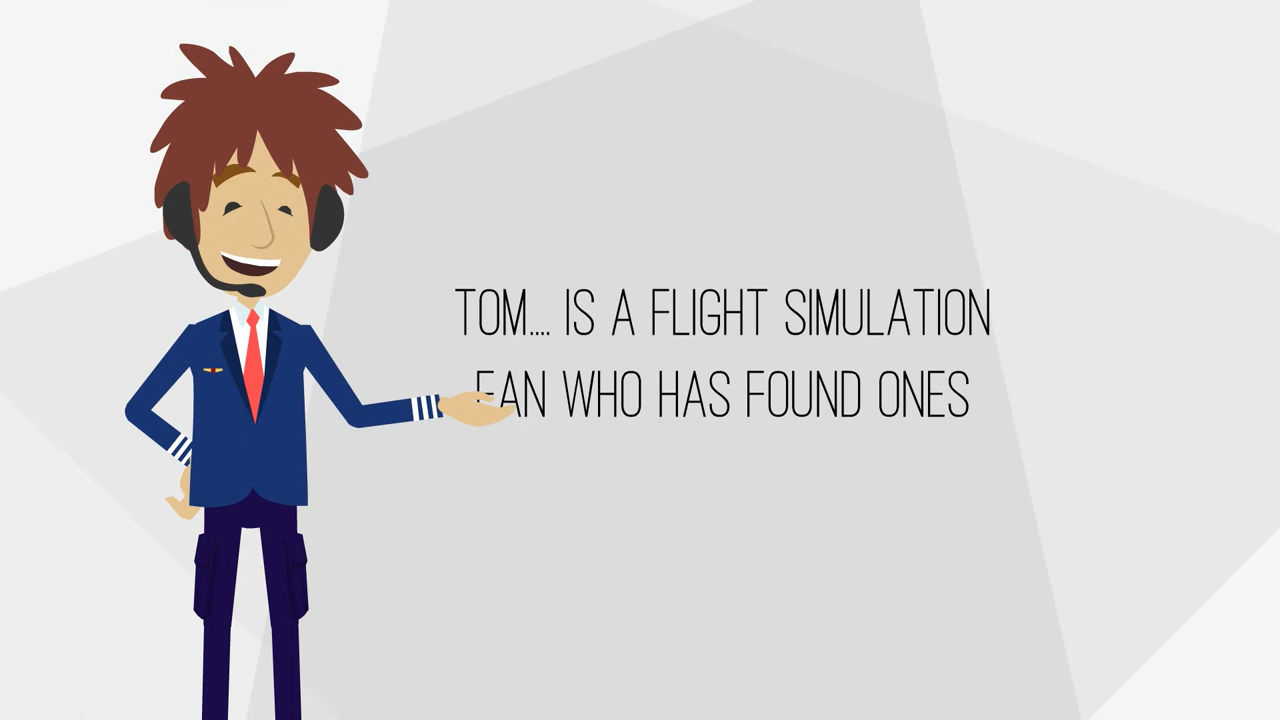 TOM.... IS A FLIGHT SIMULATION
FAN WHO HAS FOUND ONES